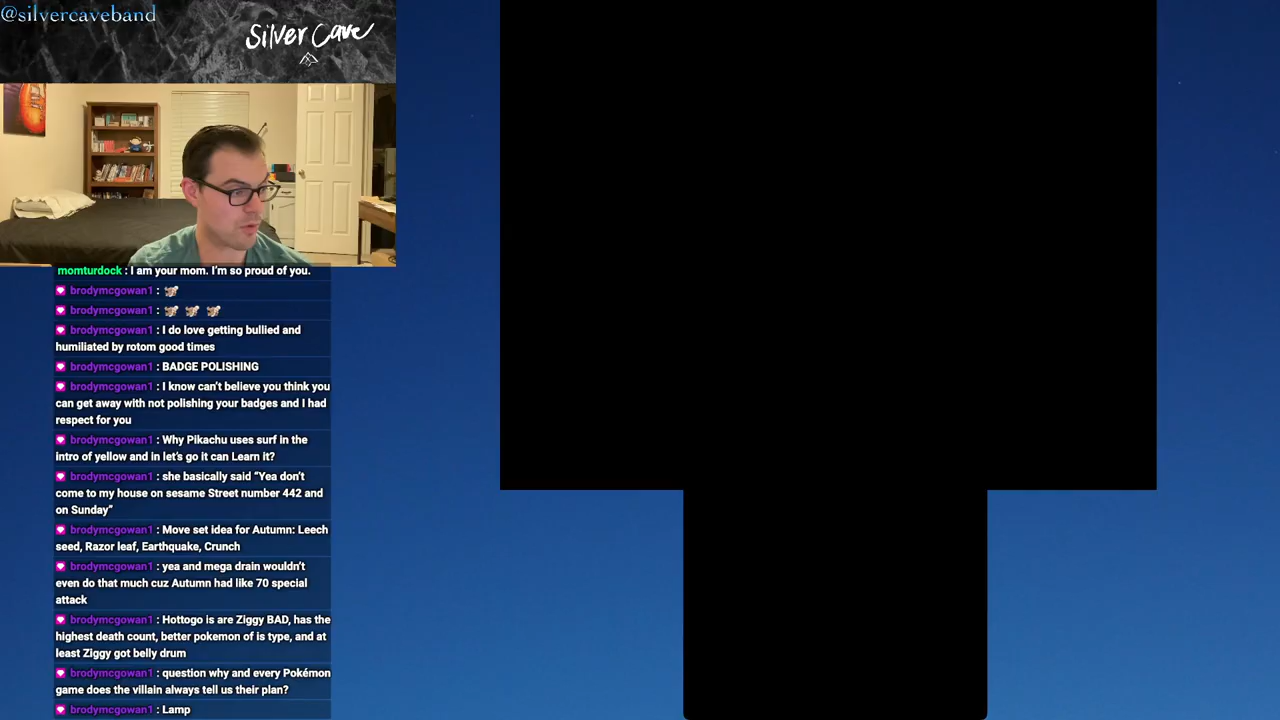 @silvercaveband
Silver Cave
momturdock : I am your mom. I'm so proud of you.
brodymcgowan1 :
brodymcgowan1 :
brodymcgowan1 : I do love getting bullied and
humiliated by rotom good times
brodymcgowan1 : BADGE POLISHING
brodymcgowan1 : I know can't believe you think you
can get away with not polishing your badges and I had
respect for you
brodymcgowan1 : Why Pikachu uses surf in the
intro of yellow and in let's go it can Learn it?
brodymcgowan1 : she basically said “Yea don't
come to my house on sesame Street number 442 and
on Sunday”
brodymcgowan1 : Move set idea for Autumn: Leech
seed, Razor leaf, Earthquake, Crunch
brodymcgowan1 : yea and mega drain wouldn't
even do that much cuz Autumn had like 70 special
attack
brodymcgowan1 : Hottogo is are Ziggy BAD, has the
highest death count, better pokemon of is type, and at
least Ziggy got belly drum
brodymcgowan1 : question why and every Pokémon
game does the villain always tell us their plan?
brodymcgowan1 : Lamp